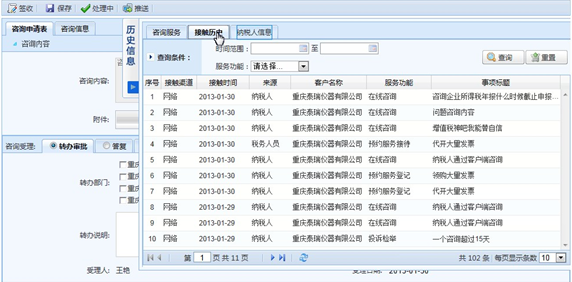 签收 保存 处理中 推送
咨询申请表 咨询信息
咨询内容
咨询内容:
附件:
咨询受理: 转办审批 答复
转办部门:
重庆
重庆
重庆
重庆
转办说明:
受理人: 王艳
受理日期: 2013-01-30
历史信息
咨询服务 接触历史 纳税人信息
查询条件:
时间范围: 至
服务功能: 请选择...
查询 重置
序号 接触渠道 接触时间 来源 客户名称 服务功能 事项标题
1 网络 2013-01-30 纳税人 重庆泰瑞仪器有限公司 在线咨询 咨询企业所得税年报什么时候截止申报...
2 网络 2013-01-30 纳税人 重庆泰瑞仪器有限公司 在线咨询 问题咨询内容
3 网络 2013-01-30 纳税人 重庆泰瑞仪器有限公司 在线咨询
4 网络 2013-01-30 税务人员 重庆泰瑞仪器有限公司 预约服务接待 代开大量发票
5 网络 2013-01-30 纳税人 重庆泰瑞仪器有限公司 在线咨询 纳税人通过客户端咨询
6 网络 2013-01-30 纳税人 重庆泰瑞仪器有限公司 预约服务登记 领购大量发票
7 网络 2013-01-30 纳税人 重庆泰瑞仪器有限公司 预约服务登记 代开大量发票
8 网络 2013-01-29 纳税人 重庆泰瑞仪器有限公司 在线咨询 纳税人通过客户端咨询
9 网络 2013-01-29 纳税人 重庆泰瑞仪器有限公司 在线咨询 纳税人通过客户端咨询
10 网络 2013-01-29 纳税人 重庆泰瑞仪器有限公司 投诉检举 一个咨询超过15天
第 1 页 共 11 页 共 102 条 每页显示条数 10